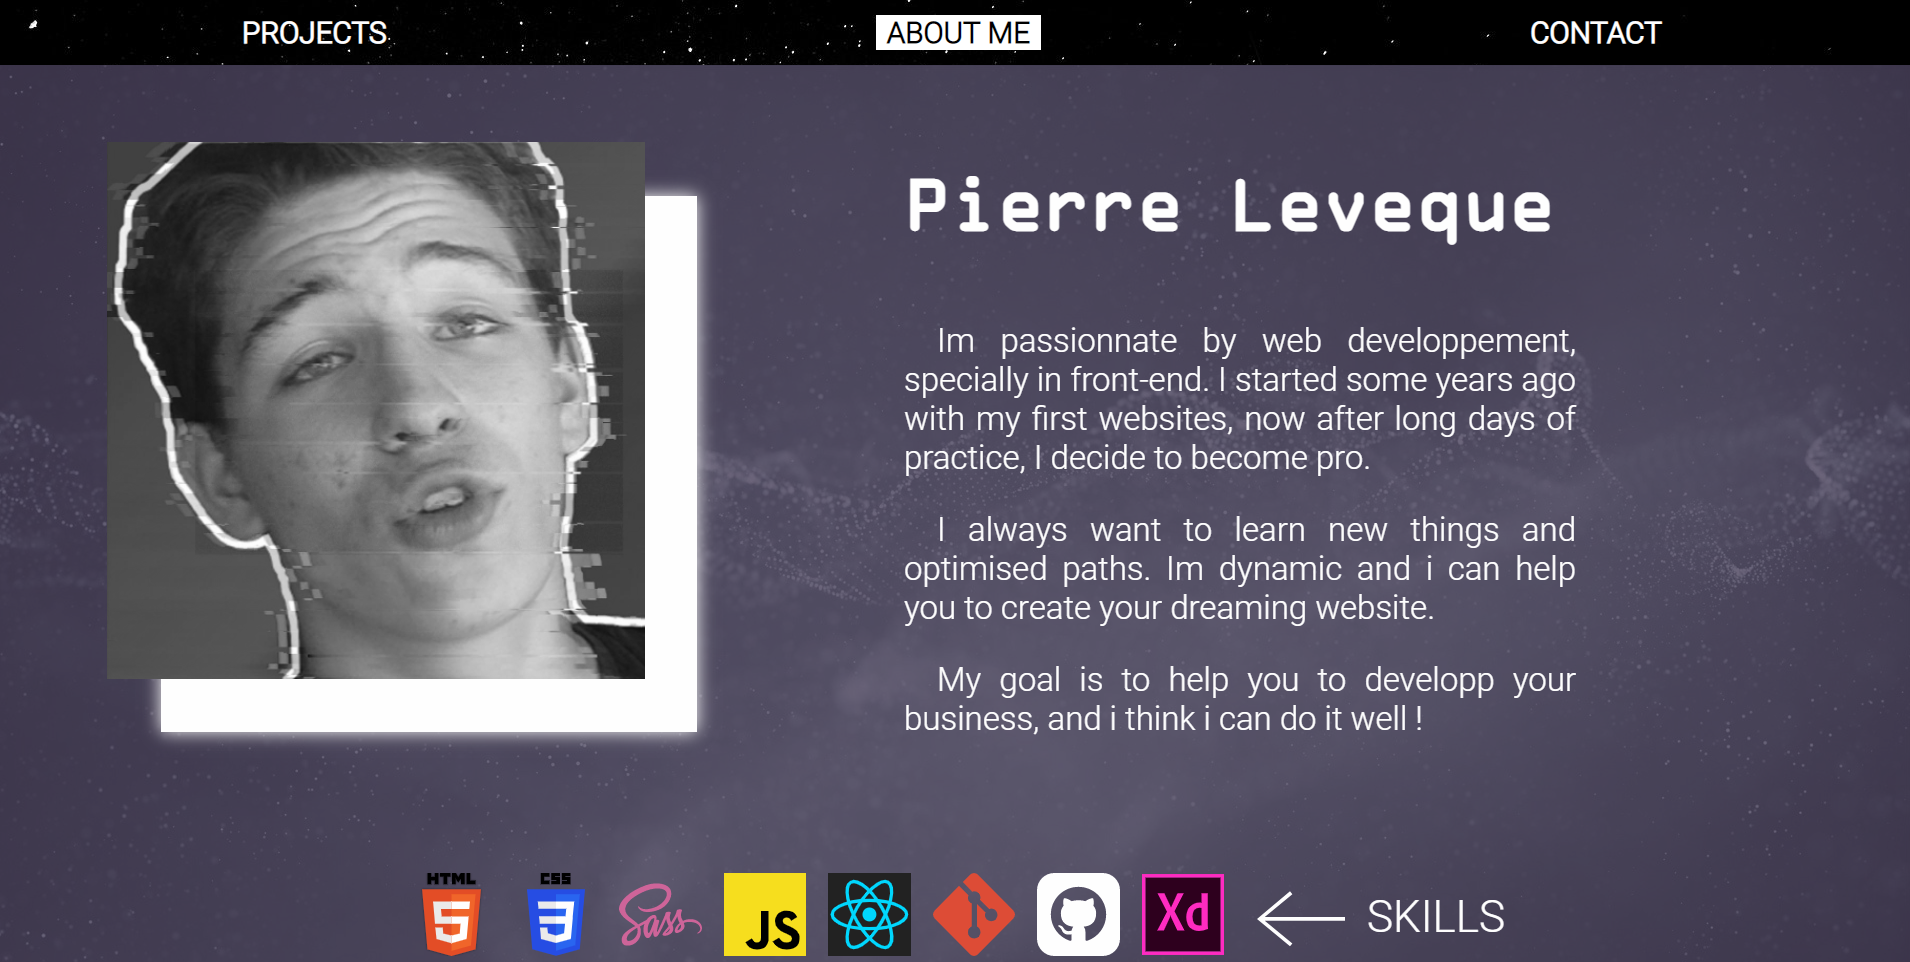 PROJECTS
ABOUT ME
CONTACT
Pierre Leveque
Im passionnate by web developpement,
specially in front-end. I started some years ago
with my first websites, now after long days of
practice, I decide to become pro.
I always want to learn new things and
optimised paths. Im dynamic and i can help
you to create your dreaming website.
My goal is to help you to developp your
business, and i think i can do it well !
HTML
5
CSS
3
Sass
JS
Xd
SKILLS